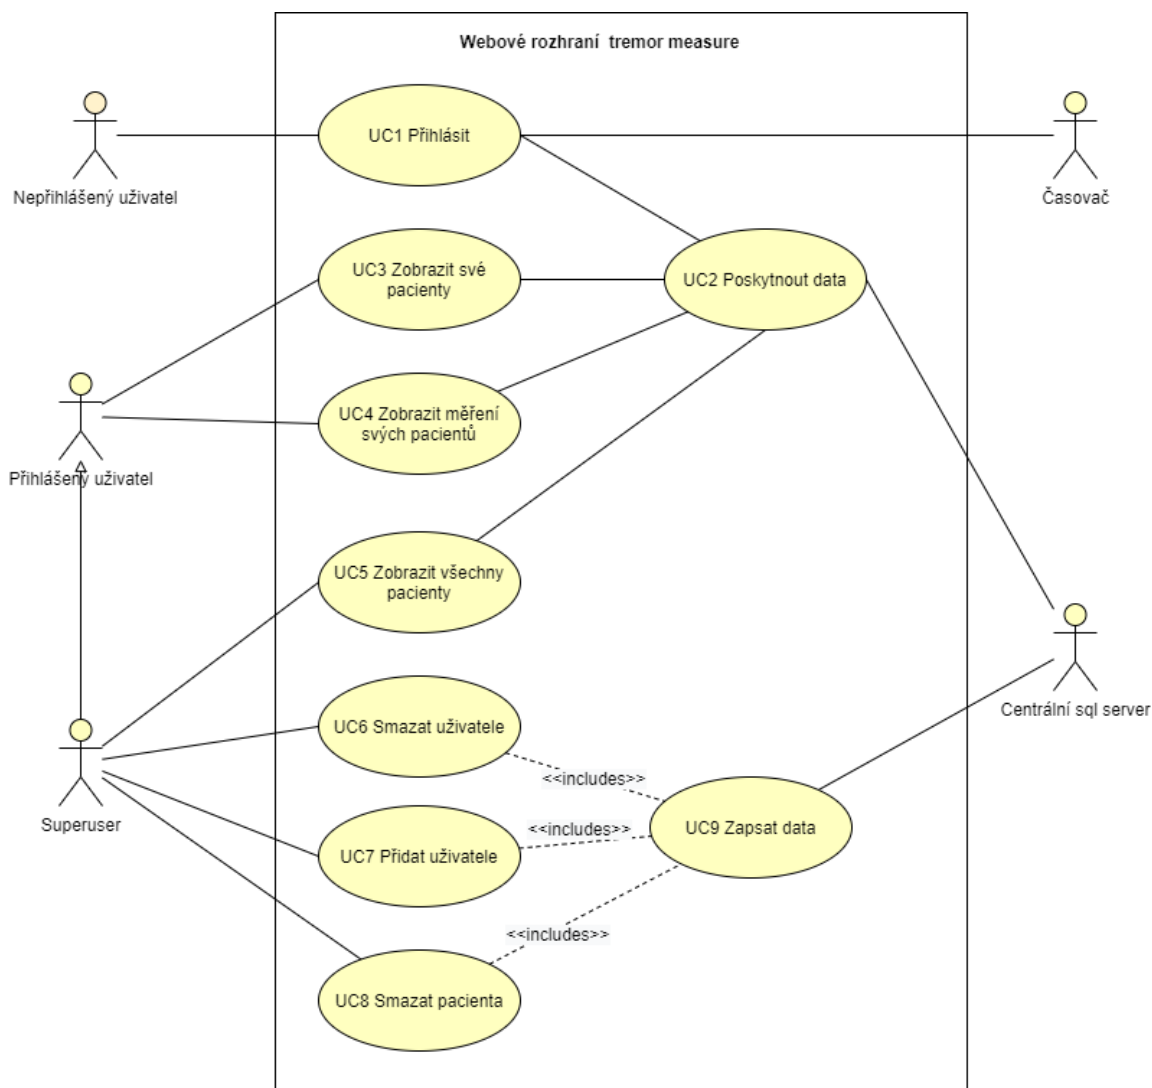 Webové rozhraní tremor measure
UC1 Přihlásit
Nepřihlášený uživatel
Časovač
UC3 Zobrazit své
pacienty
UC2 Poskytnout data
UC4 Zobrazit měření
svých pacientů
Přihlášený uživatel
UC5 Zobrazit všechny
pacienty
Centrální sql server
UC6 Smazat uživatele
<<includes>>
Superuser
UC9 Zapsat data
<<includes>>
UC7 Přidat uživatele
<<includes>>
UC8 Smazat pacienta